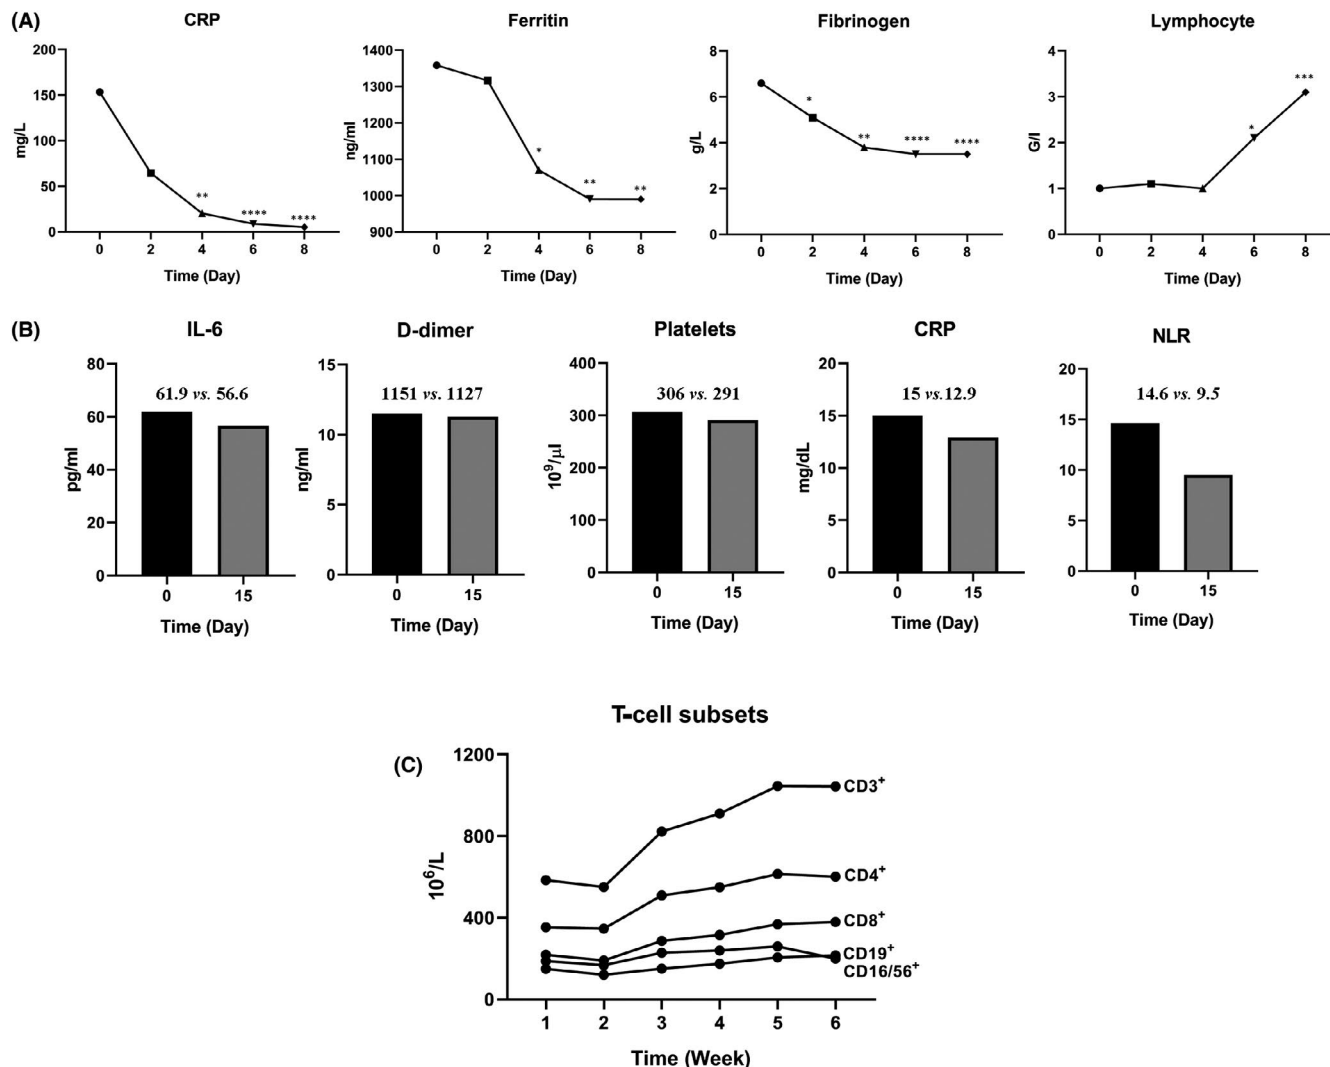 (A)
CRP
Ferritin
Fibrinogen
Lymphocyte
200
150
100
50
0
mg/L
0 2 4 6 8
Time (Day)
** **** ****
1400
1300
1200
1100
1000
900
ng/ml
0 2 4 6 8
Time (Day)
* ** **
8
6
4
2
0
g/L
0 2 4 6 8
Time (Day)
* ** **** ****
4
3
2
1
0
G/l
0 2 4 6 8
Time (Day)
* ***
(B)
IL-6
80
60
40
20
0
pg/ml
61.9 vs. 56.6
0 15
Time (Day)
D-dimer
15
10
5
0
ng/ml
1151 vs. 1127
0 15
Time (Day)
Platelets
400
300
200
100
0
10⁹/µl
306 vs. 291
0 15
Time (Day)
CRP
20
15
10
5
0
mg/dL
15 vs.12.9
0 15
Time (Day)
NLR
20
15
10
5
0
14.6 vs. 9.5
0 15
Time (Day)
T-cell subsets
(C)
1200
800
400
0
10⁶/L
CD3⁺
CD4⁺
CD8⁺
CD19⁺
CD16/56⁺
1 2 3 4 5 6
Time (Week)